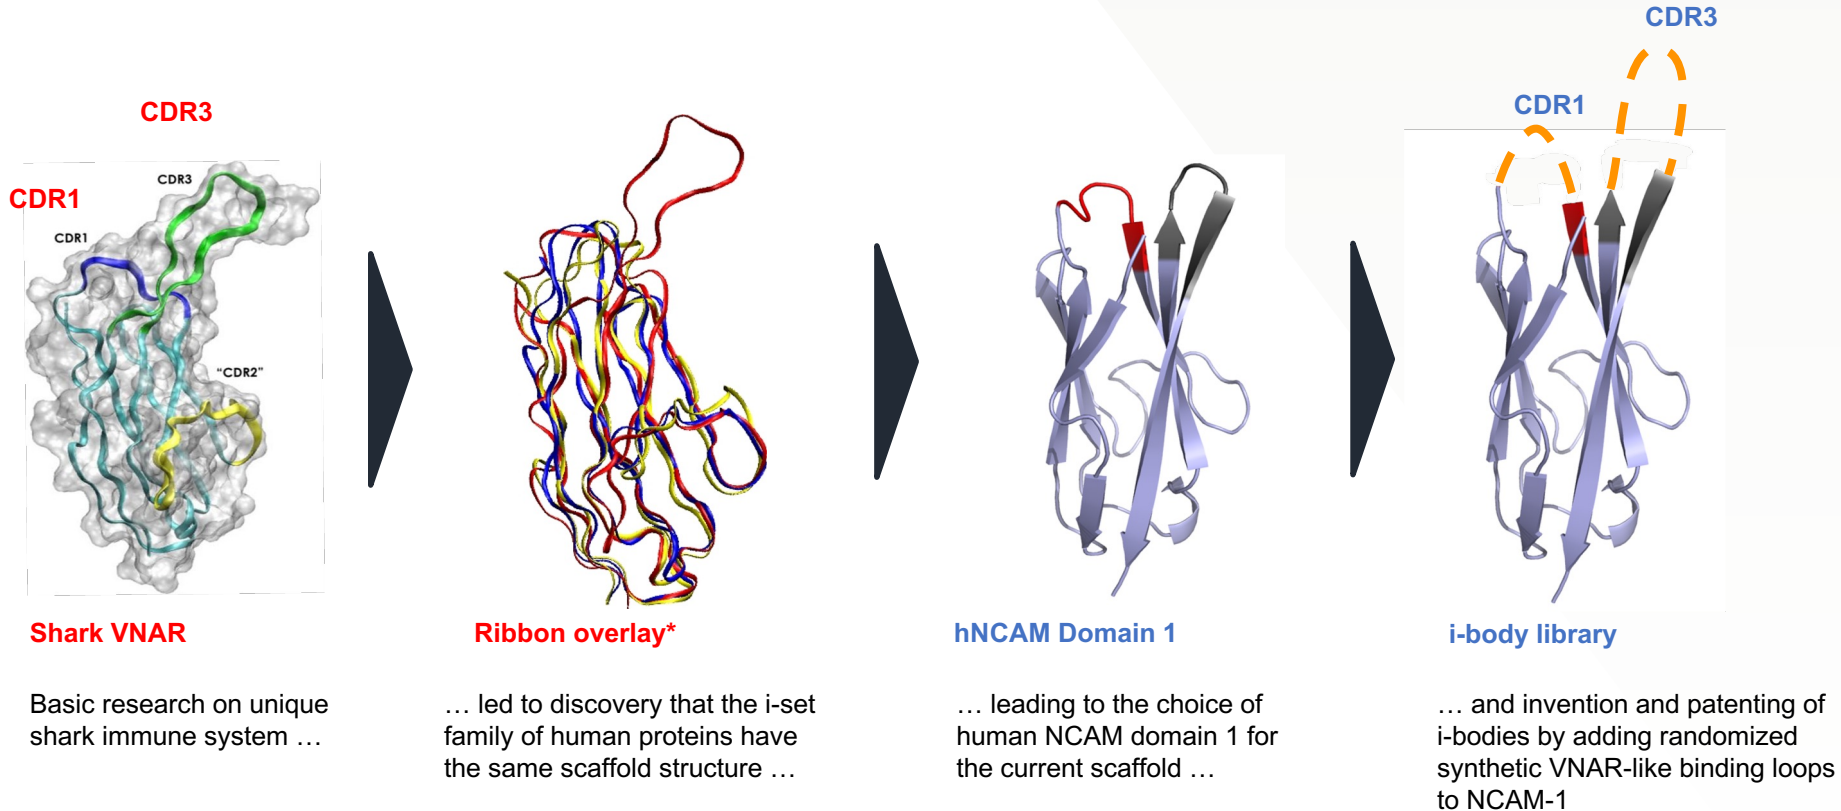 CDR3
CDR1
CDR3
CDR1
"CDR2"
CDR3
CDR1
Shark VNAR
Basic research on unique
shark immune system …
Ribbon overlay*
… led to discovery that the i-set
family of human proteins have
the same scaffold structure …
hNCAM Domain 1
… leading to the choice of
human NCAM domain 1 for
the current scaffold …
i-body library
… and invention and patenting of
i-bodies by adding randomized
synthetic VNAR-like binding loops
to NCAM-1